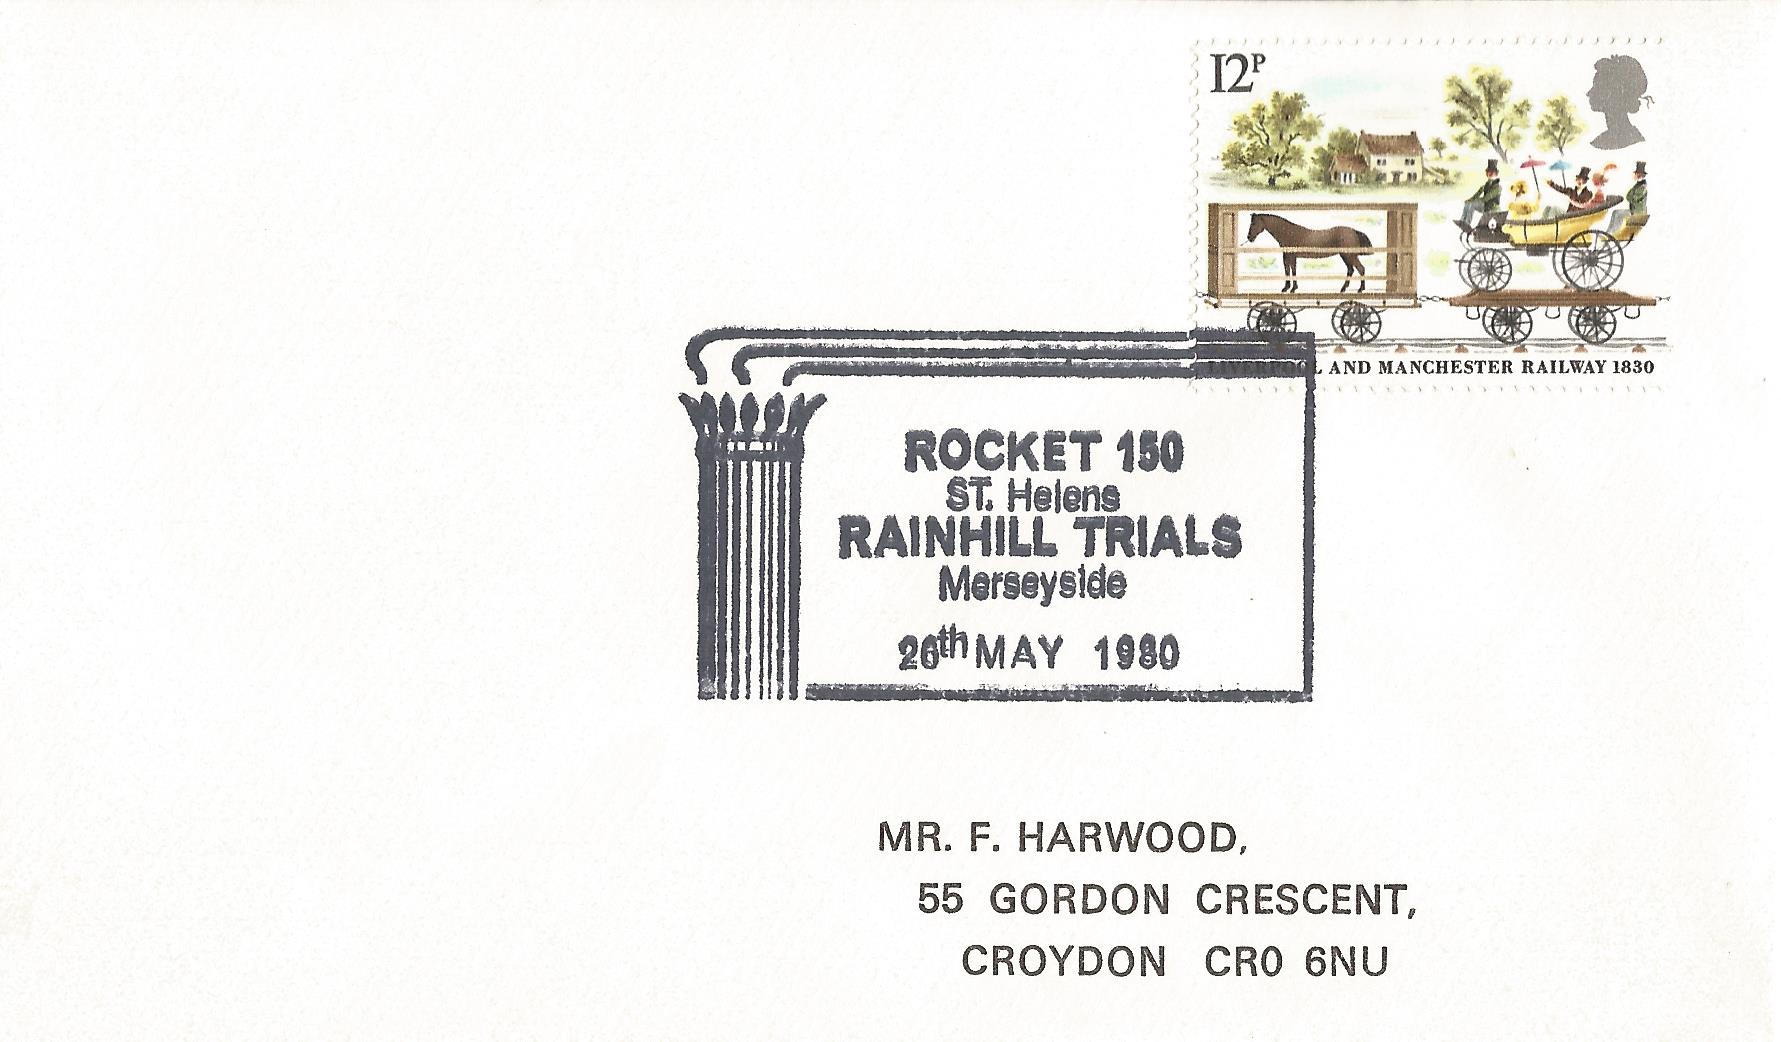 12P
LIVERPOOL AND MANCHESTER RAILWAY 1830
ROCKET 150
ST. Helens
RAINHILL TRIALS
Merseyside
26th MAY 1980
MR. F. HARWOOD,
55 GORDON CRESCENT,
CROYDON CR0 6NU